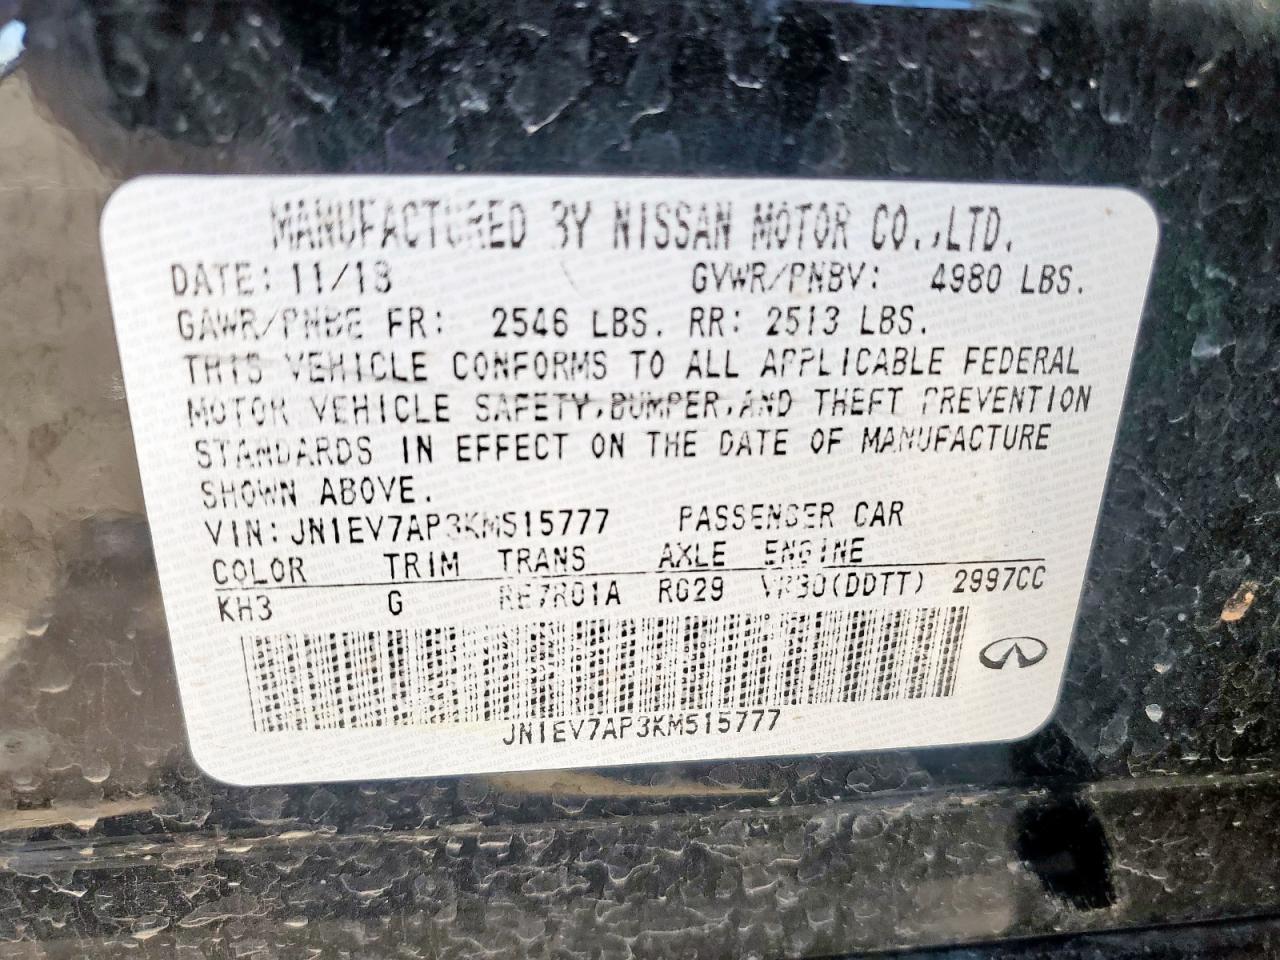 MANUFACTURED BY NISSAN MOTOR CO.,LTD.
DATE: 11/18 GVWR/PNBV: 4980 LBS.
GAWR/PNBE FR: 2546 LBS. RR: 2513 LBS.
THIS VEHICLE CONFORMS TO ALL APPLICABLE FEDERAL
MOTOR VEHICLE SAFETY,BUMPER,AND THEFT PREVENTION
STANDARDS IN EFFECT ON THE DATE OF MANUFACTURE
SHOWN ABOVE.
VIN: JN1EV7AP3KM515777 PASSENGER CAR
COLOR TRIM TRANS AXLE ENGINE
KH3 G RE7R01A RG29 VR30(DDTT) 2997CC
JN1EV7AP3KM515777